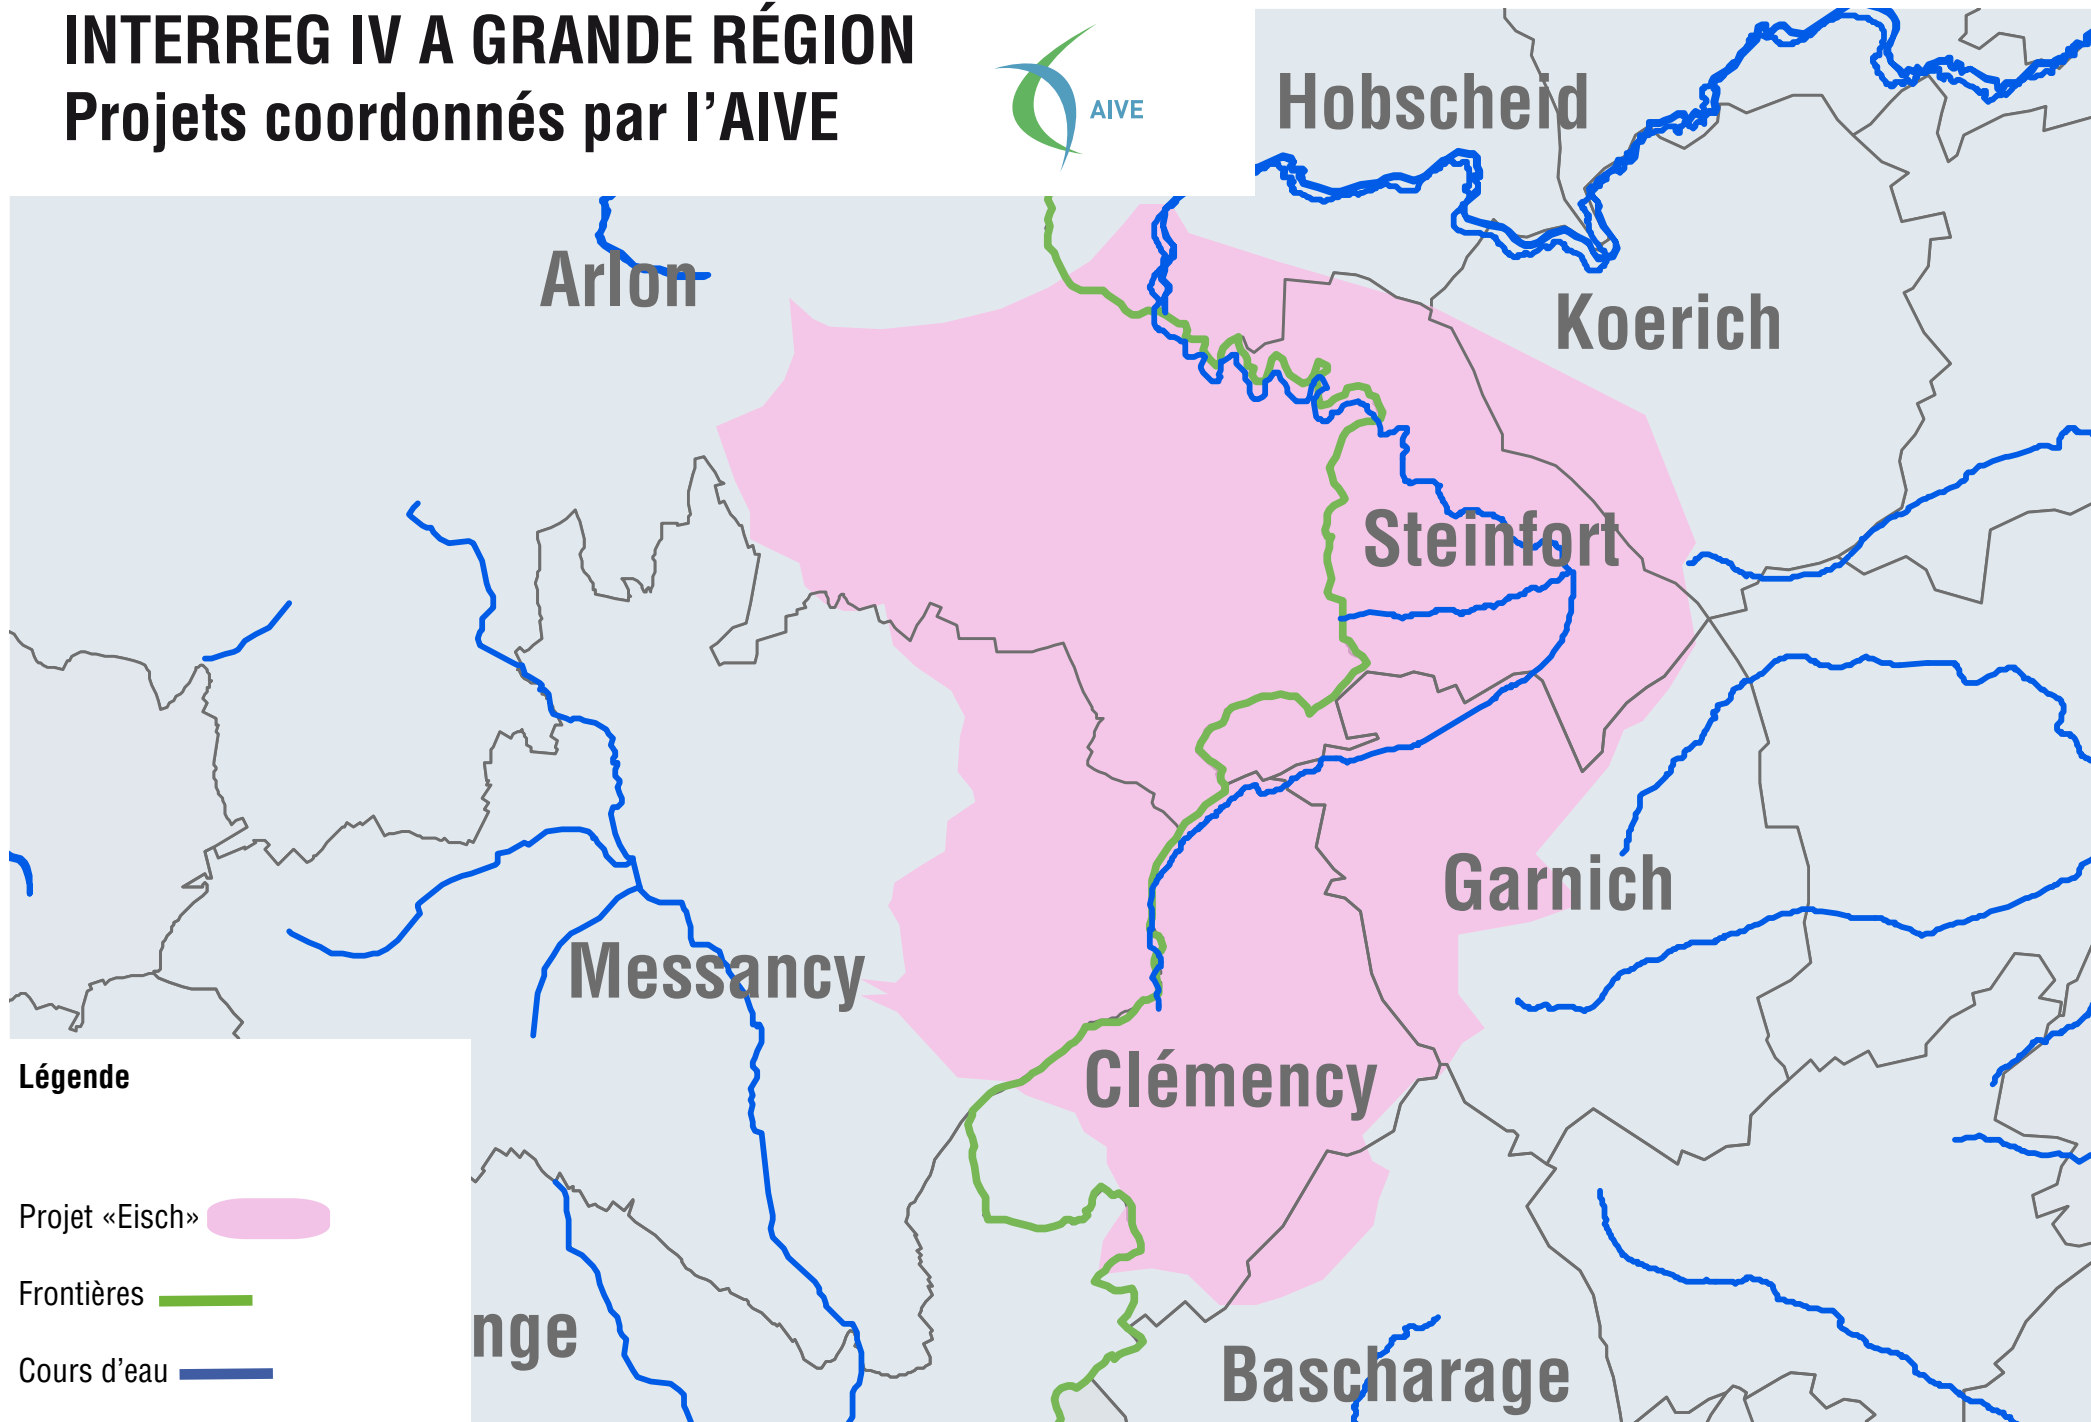 INTERREG IV A GRANDE RÉGION
Projets coordonnés par l'AIVE
AIVE
Hobscheid
Arlon
Koerich
Steinfort
Garnich
Messancy
Clémency
Légende
Projet «Eisch»
Frontières
nge
Cours d'eau
Bascharage